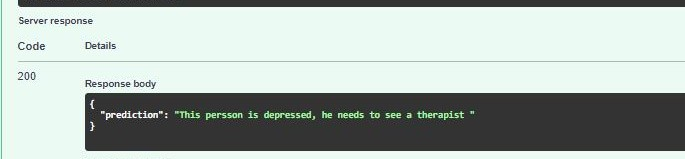 Server response
Code Details
200
Response body
{
"prediction": "This persson is depressed, he needs to see a therapist "
}